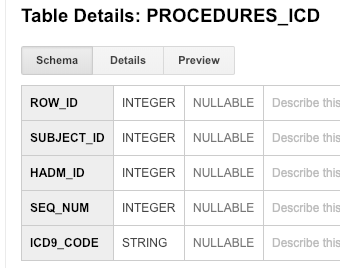 Table Details: PROCEDURES_ICD
Schema Details Preview
ROW_ID INTEGER NULLABLE Describe this
SUBJECT_ID INTEGER NULLABLE Describe this
HADM_ID INTEGER NULLABLE Describe this
SEQ_NUM INTEGER NULLABLE Describe this
ICD9_CODE STRING NULLABLE Describe this